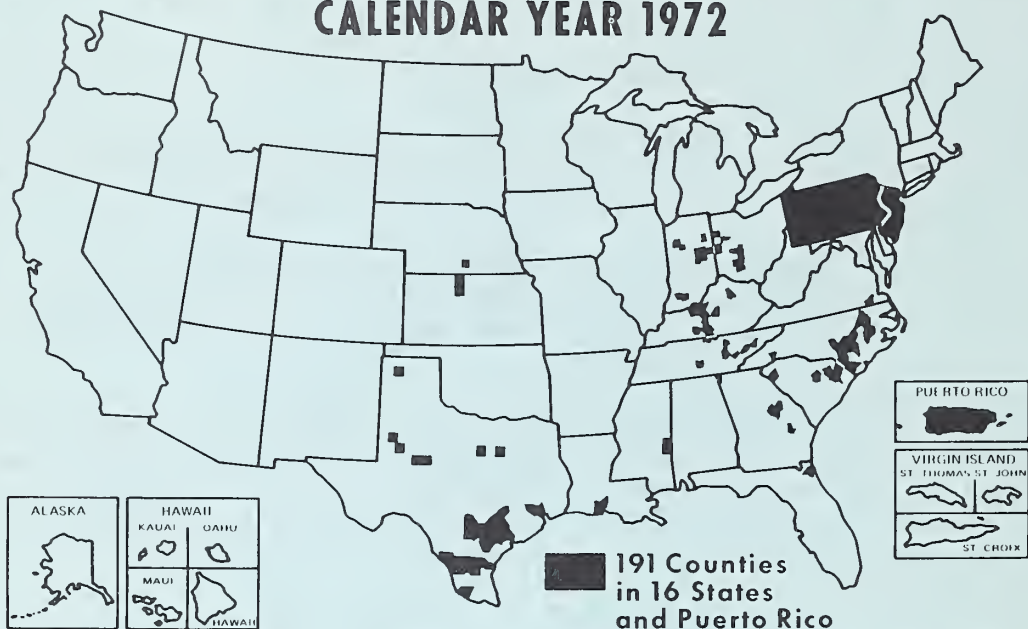 CALENDAR YEAR 1972
PUERTO RICO
VIRGIN ISLAND
ST THOMAS ST JOHN
ST CROIX
ALASKA
HAWAII
KAUAI OAHU
MAUI
HAWAII
191 Counties
in 16 States
and Puerto Rico